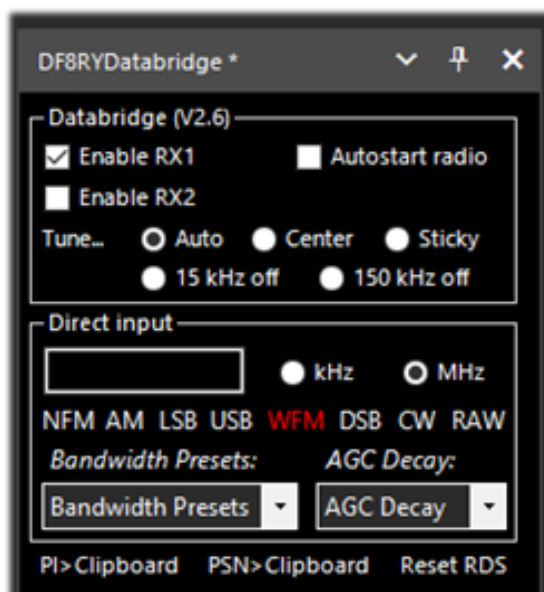 DF8RYDatabridge *
Databridge (V2.6)
Enable RX1 Autostart radio
Enable RX2
Tune... Auto Center Sticky
15 kHz off 150 kHz off
Direct input
kHz MHz
NFM AM LSB USB WFM DSB CW RAW
Bandwidth Presets: AGC Decay:
Bandwidth Presets AGC Decay
PI>Clipboard PSN>Clipboard Reset RDS